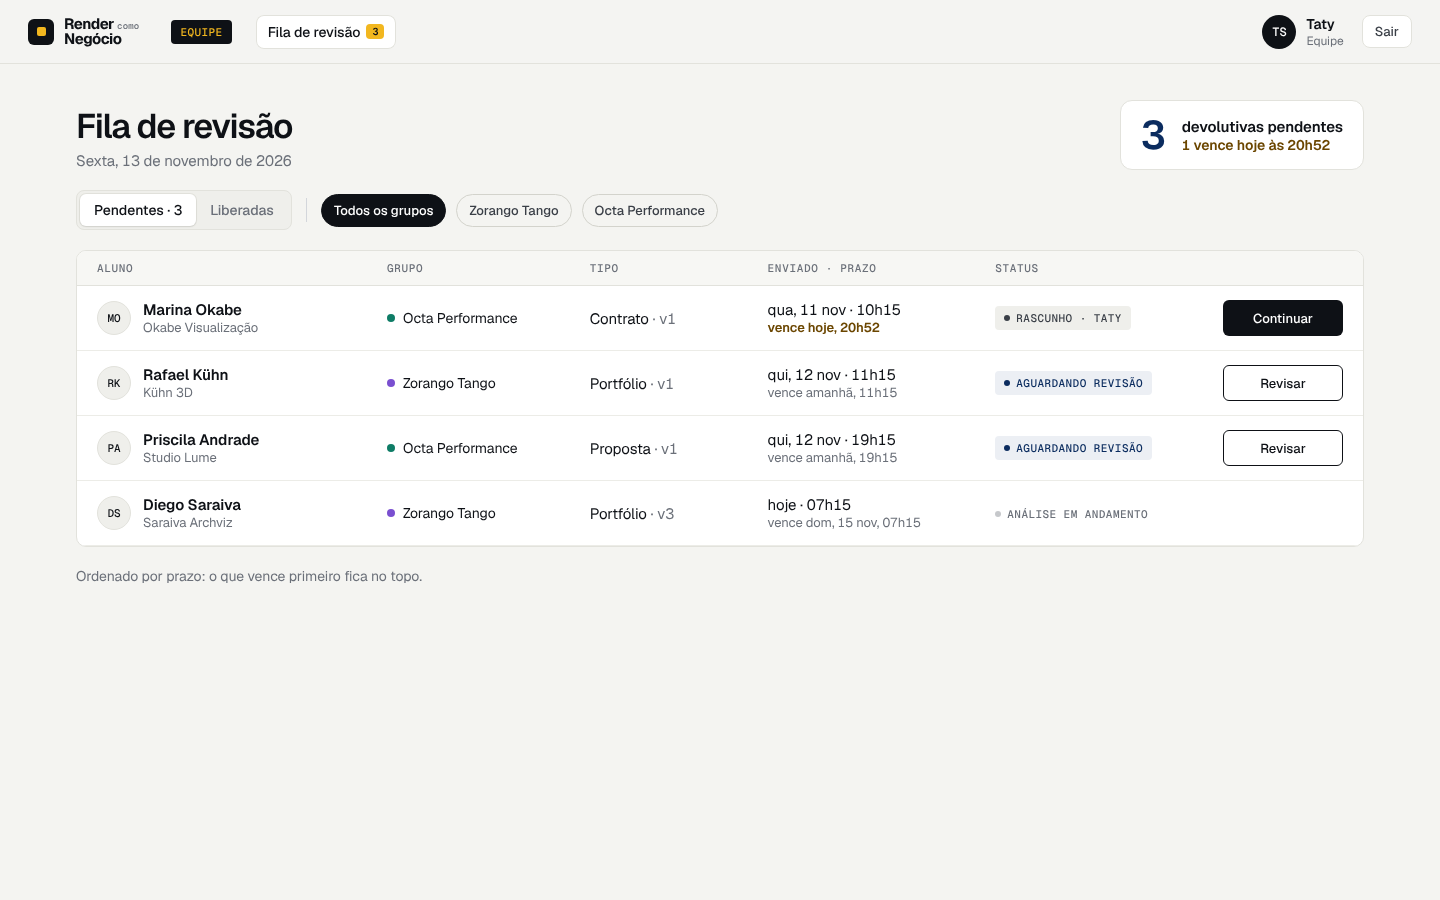 Render como
Negócio
EQUIPE
Fila de revisão 3
TS
Taty
Equipe
Sair
Fila de revisão
Sexta, 13 de novembro de 2026
3
devolutivas pendentes
1 vence hoje às 20h52
Pendentes · 3
Liberadas
Todos os grupos
Zorango Tango
Octa Performance
ALUNO
GRUPO
TIPO
ENVIADO · PRAZO
STATUS
MO
Marina Okabe
Okabe Visualização
Octa Performance
Contrato · v1
qua, 11 nov · 10h15
vence hoje, 20h52
RASCUNHO · TATY
Continuar
RK
Rafael Kühn
Kühn 3D
Zorango Tango
Portfólio · v1
qui, 12 nov · 11h15
vence amanhã, 11h15
AGUARDANDO REVISÃO
Revisar
PA
Priscila Andrade
Studio Lume
Octa Performance
Proposta · v1
qui, 12 nov · 19h15
vence amanhã, 19h15
AGUARDANDO REVISÃO
Revisar
DS
Diego Saraiva
Saraiva Archviz
Zorango Tango
Portfólio · v3
hoje · 07h15
vence dom, 15 nov, 07h15
ANÁLISE EM ANDAMENTO
Ordenado por prazo: o que vence primeiro fica no topo.